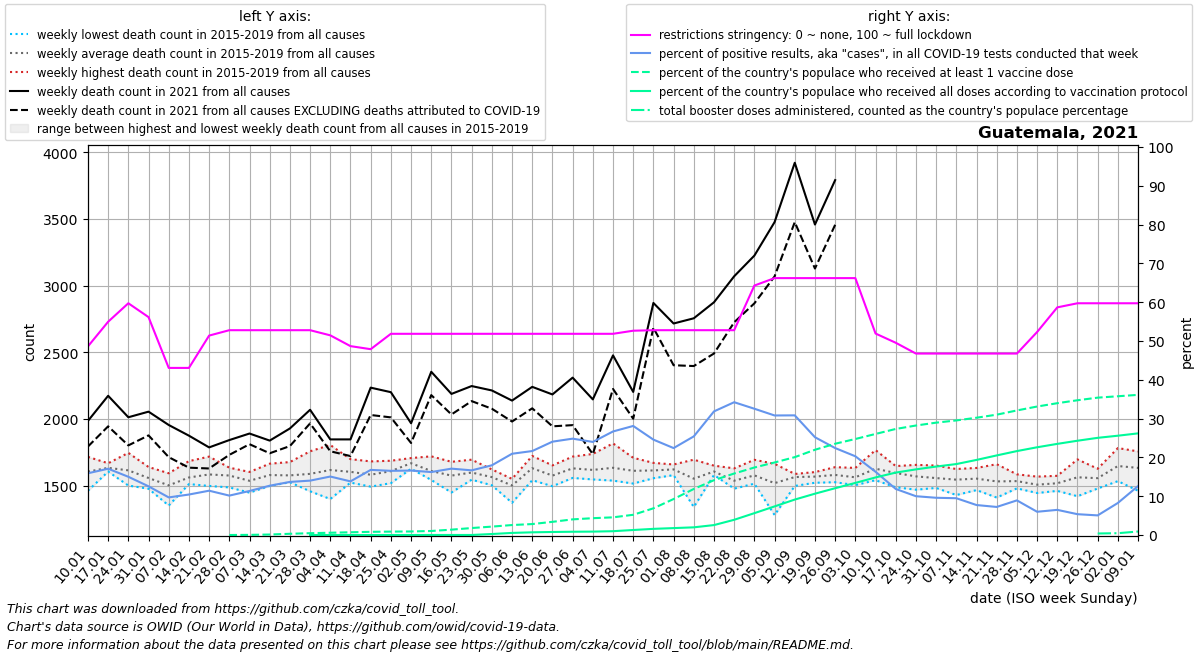 left Y axis:
weekly lowest death count in 2015-2019 from all causes
weekly average death count in 2015-2019 from all causes
weekly highest death count in 2015-2019 from all causes
weekly death count in 2021 from all causes
weekly death count in 2021 from all causes EXCLUDING deaths attributed to COVID-19
range between highest and lowest weekly death count from all causes in 2015-2019
right Y axis:
restrictions stringency: 0 ~ none, 100 ~ full lockdown
percent of positive results, aka "cases", in all COVID-19 tests conducted that week
percent of the country's populace who received at least 1 vaccine dose
percent of the country's populace who received all doses according to vaccination protocol
total booster doses administered, counted as the country's populace percentage
Guatemala, 2021
count
4000
3500
3000
2500
2000
1500
percent
100
90
80
70
60
50
40
30
20
10
0
10.01 17.01 24.01 31.01 07.02 14.02 21.02 28.02 07.03 14.03 21.03 28.03 04.04 11.04 18.04 25.04 02.05 09.05 16.05 23.05 30.05 06.06 13.06 20.06 27.06 04.07 11.07 18.07 25.07 01.08 08.08 15.08 22.08 29.08 05.09 12.09 19.09 26.09 03.10 10.10 17.10 24.10 31.10 07.11 14.11 21.11 28.11 05.12 12.12 19.12 26.12 02.01 09.01
date (ISO week Sunday)
This chart was downloaded from https://github.com/czka/covid_toll_tool.
Chart's data source is OWID (Our World in Data), https://github.com/owid/covid-19-data.
For more information about the data presented on this chart please see https://github.com/czka/covid_toll_tool/blob/main/README.md.